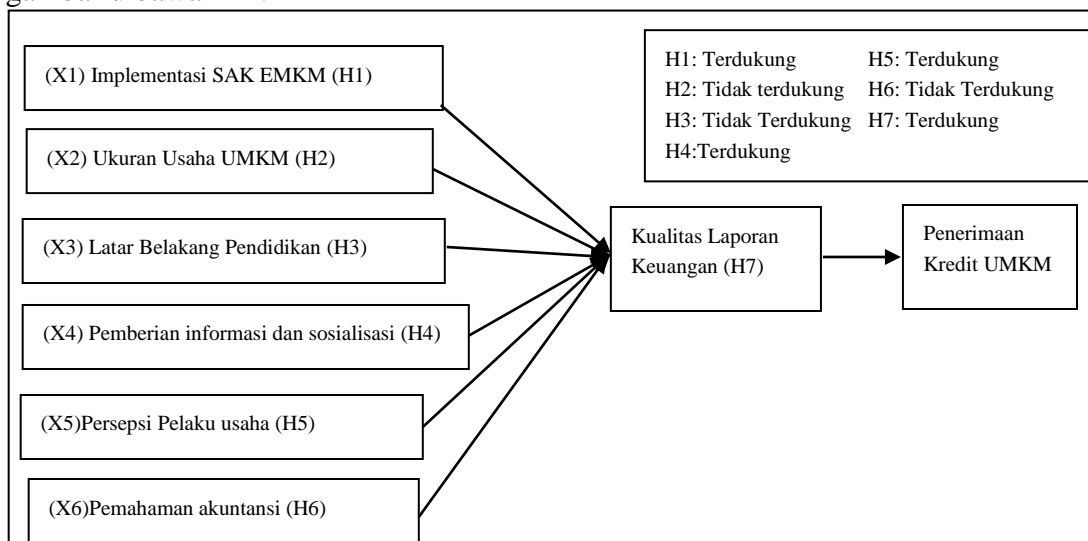 (X1) Implementasi SAK EMKM (H1)
(X2) Ukuran Usaha UMKM (H2)
(X3) Latar Belakang Pendidikan (H3)
(X4) Pemberian informasi dan sosialisasi (H4)
(X5)Persepsi Pelaku usaha (H5)
(X6)Pemahaman akuntansi (H6)
H1: Terdukung H5: Terdukung
H2: Tidak terdukung H6: Tidak Terdukung
H3: Tidak Terdukung H7: Terdukung
H4:Terdukung
Kualitas Laporan
Keuangan (H7)
Penerimaan
Kredit UMKM